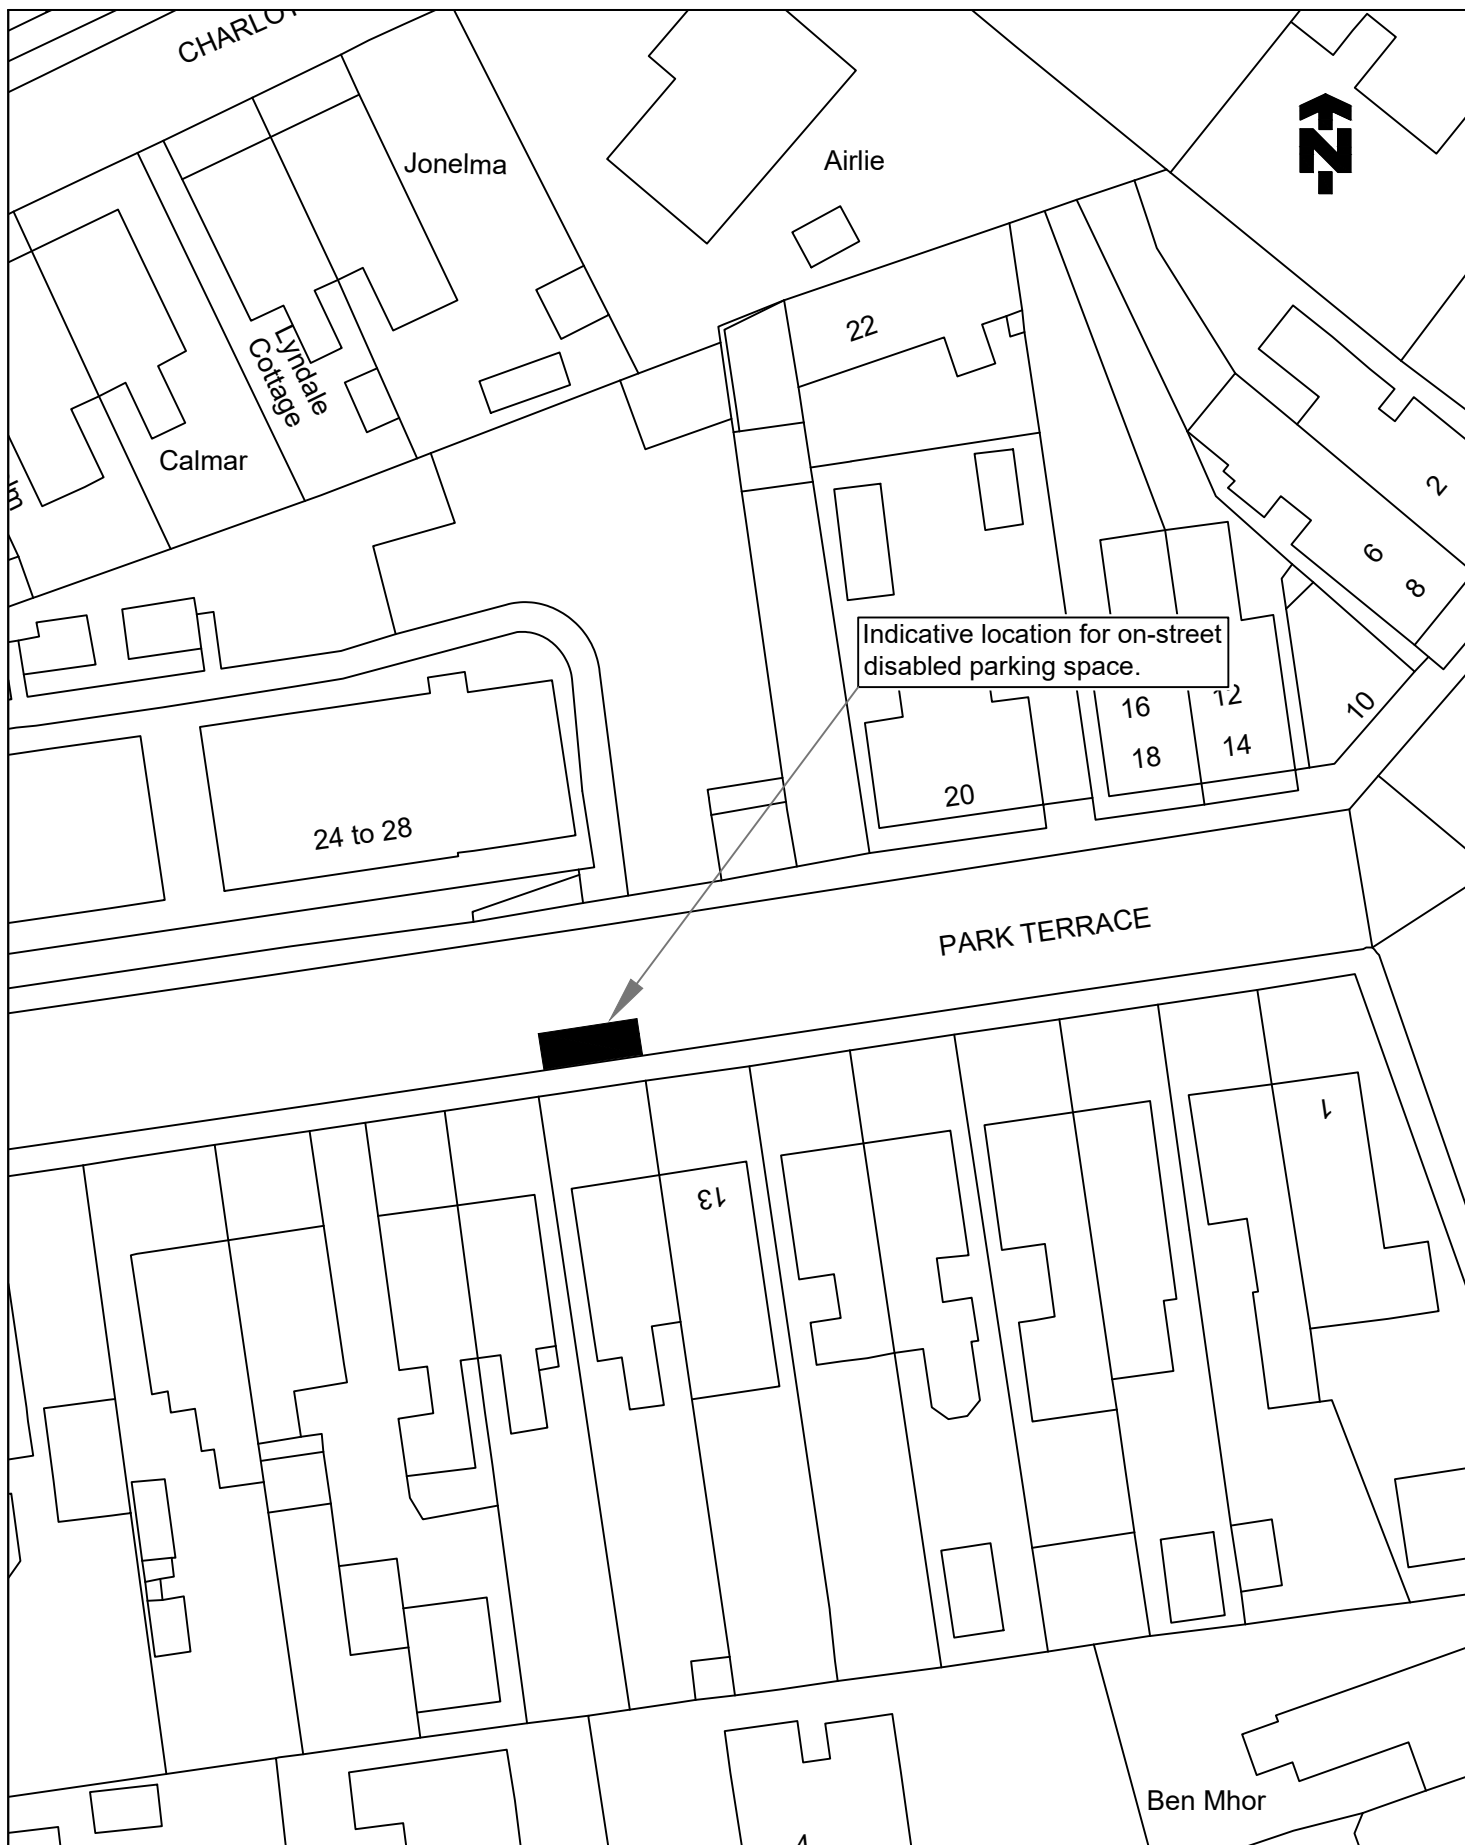 CHARLO
Jonelma
Airlie
N
22
Lyndale
Cottage
Calmar
lm
2
6
8
Indicative location for on-street
disabled parking space.
16
12
10
18
14
20
24 to 28
PARK TERRACE
1
13
Ben Mhor
4